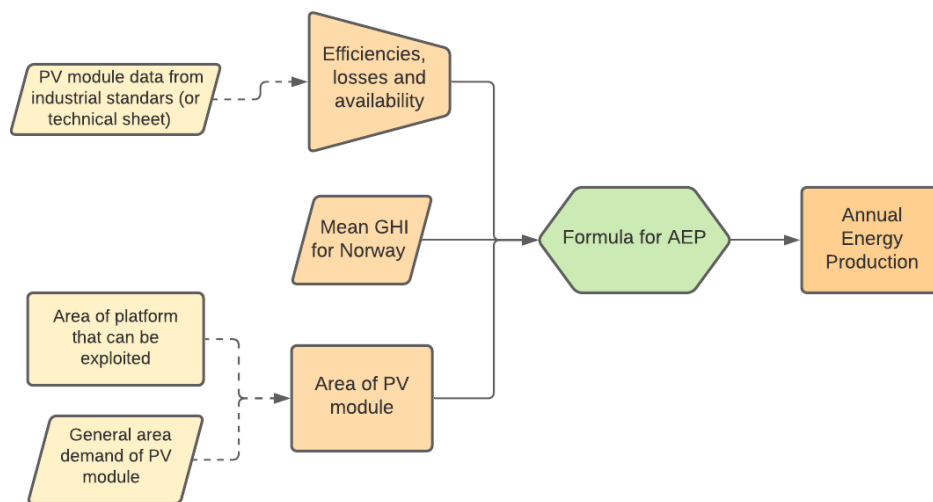 PV module data from
industrial standars (or
technical sheet)
Efficiencies,
losses and
availability
Mean GHI
for Norway
Formula for AEP
Annual
Energy
Production
Area of platform
that can be
exploited
Area of PV
module
General area
demand of PV
module